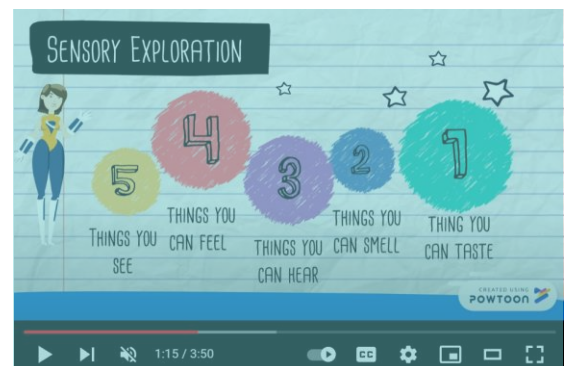 SENSORY EXPLORATION
5
THINGS YOU
SEE
4
THINGS YOU
CAN FEEL
3
THINGS YOU
CAN HEAR
2
THINGS YOU
CAN SMELL
1
THING YOU
CAN TASTE
CREATED USING
POWTOON
1:15 / 3:50
CC